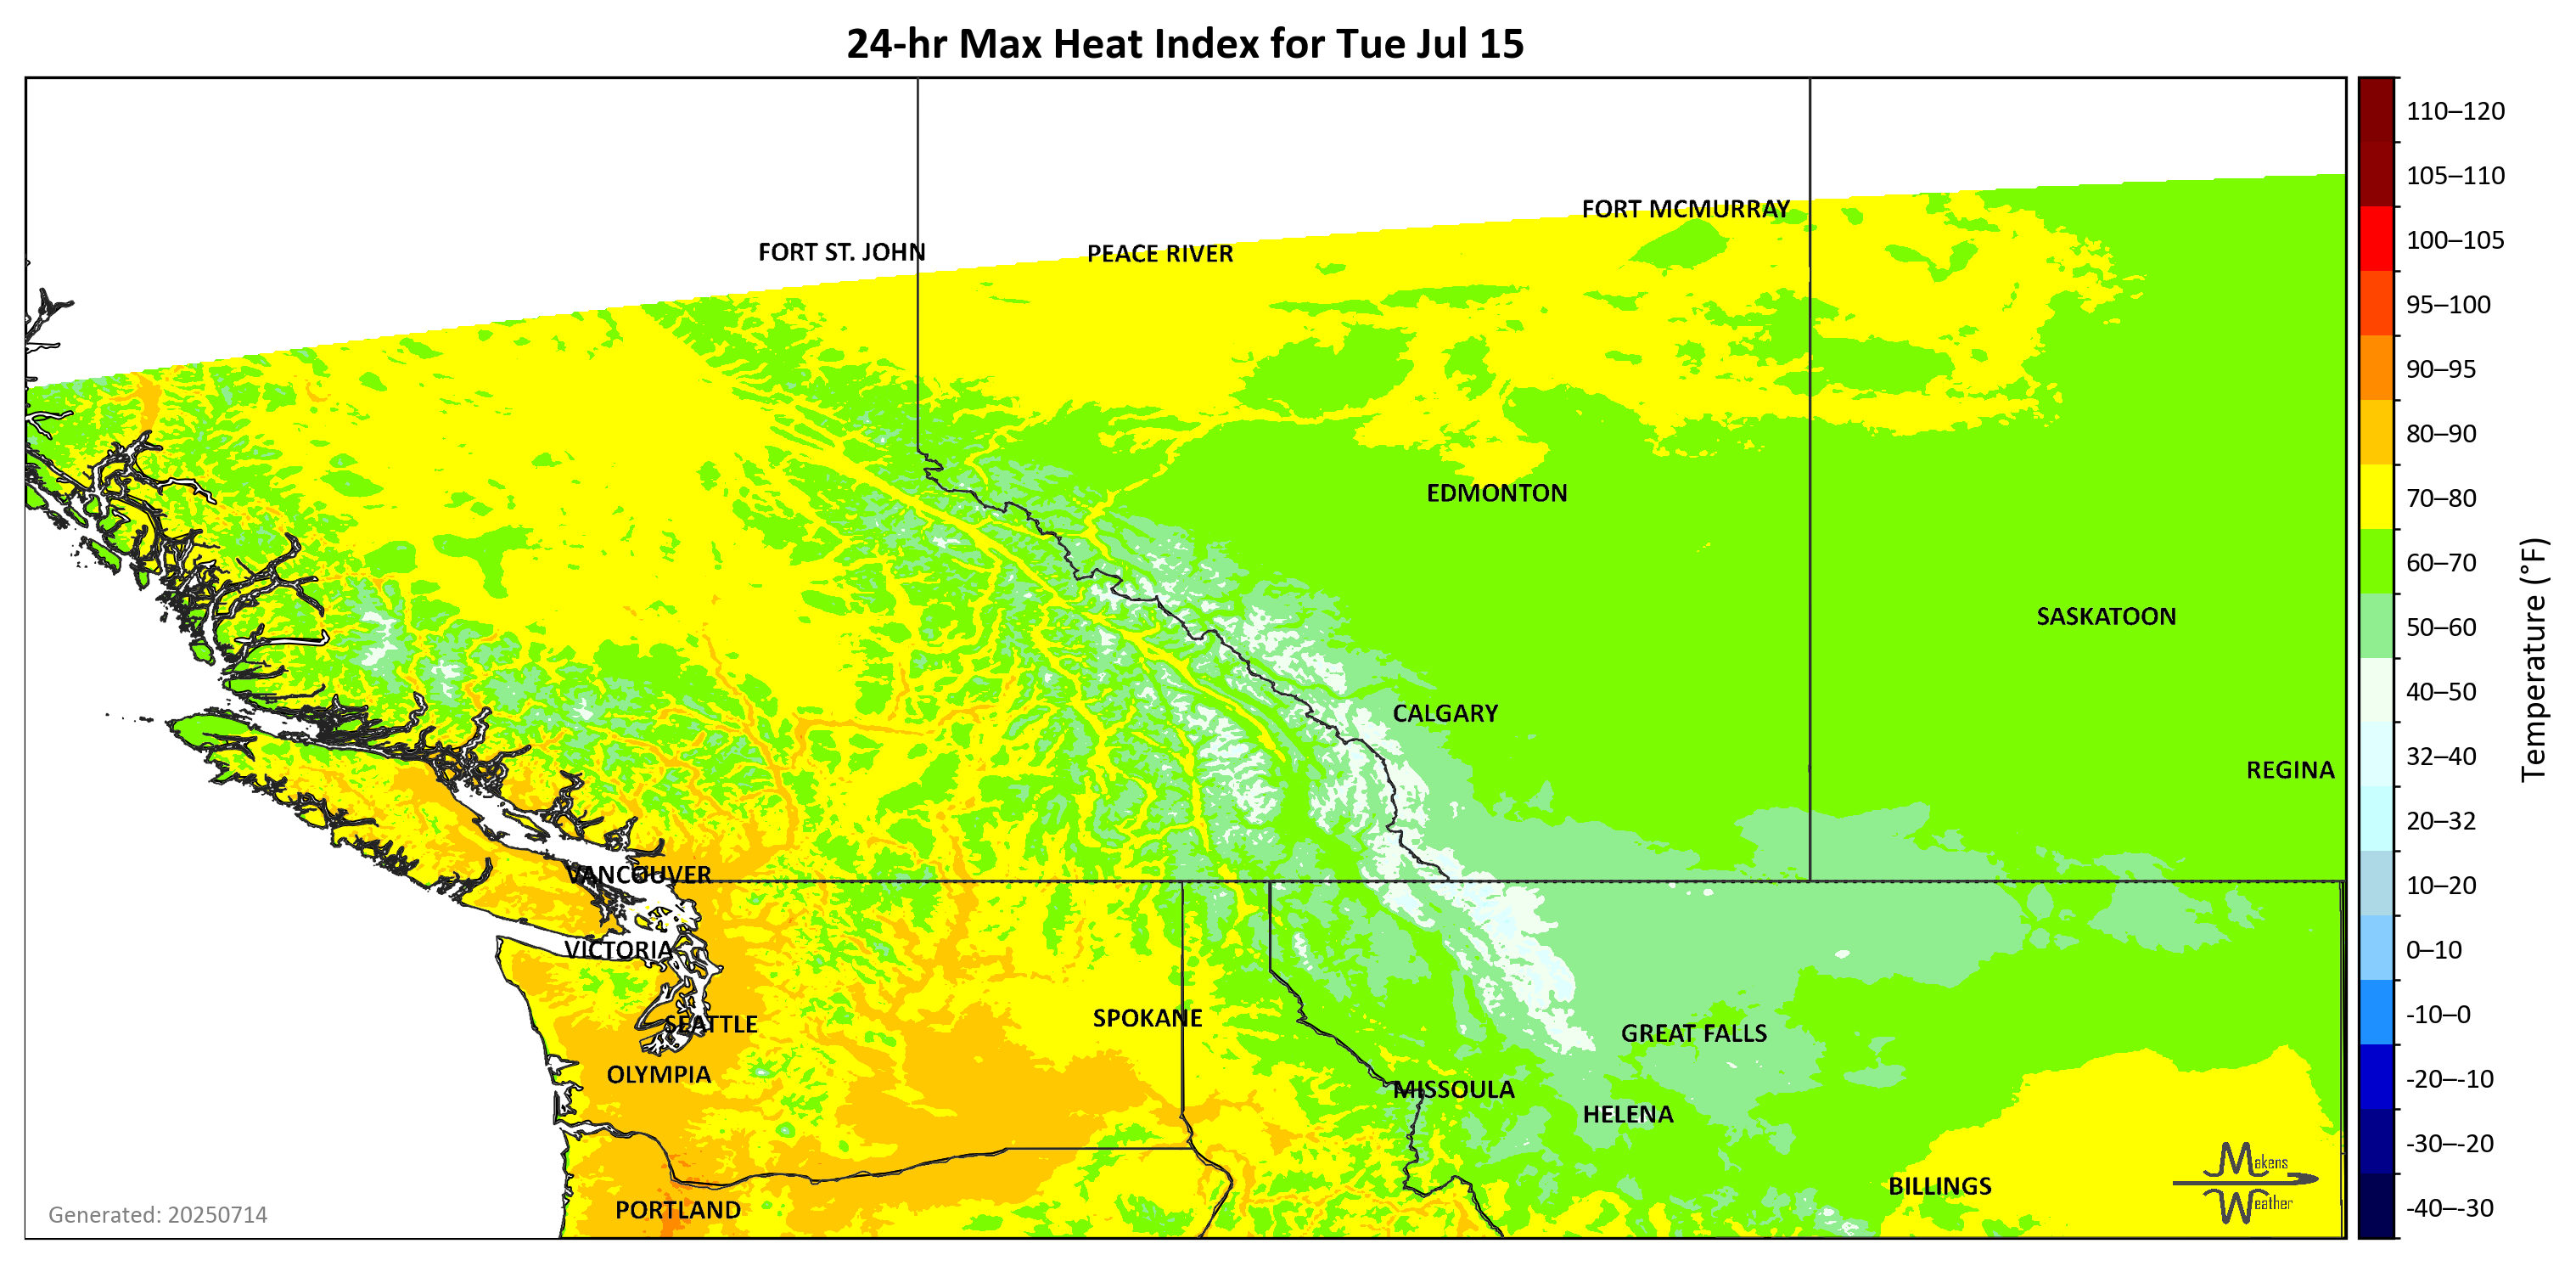 24-hr Max Heat Index for Tue Jul 15
110–120
105–110
100–105
95–100
90–95
80–90
70–80
60–70
50–60
40–50
32–40
20–32
10–20
0–10
-10–0
-20–-10
-30–-20
-40–-30
Temperature (°F)
FORT MCMURRAY
FORT ST. JOHN
PEACE RIVER
EDMONTON
SASKATOON
CALGARY
REGINA
VANCOUVER
VICTORIA
SEATTLE
SPOKANE
GREAT FALLS
OLYMPIA
MISSOULA
HELENA
BILLINGS
PORTLAND
Makens
Weather
Generated: 20250714